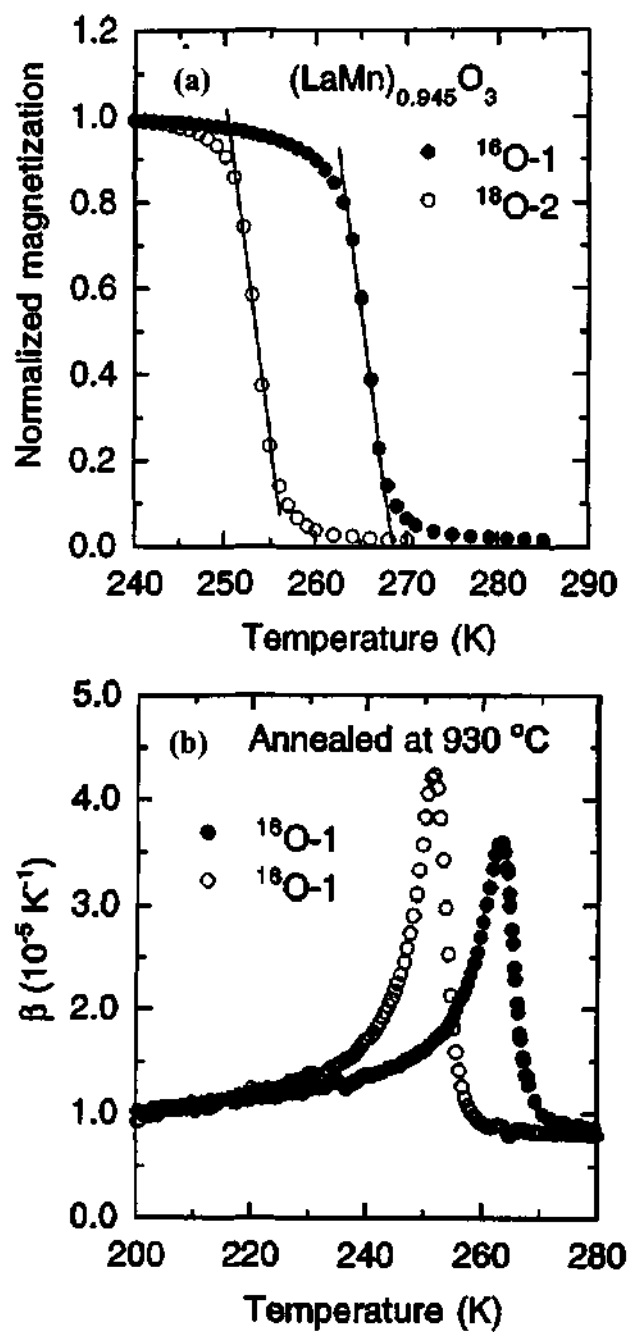 1.2
(a) (LaMn)₀.₉₄₅O₃
1.0
¹⁶O-1
0.8
¹⁸O-2
0.6
0.4
0.2
0.0
Normalized magnetization
240 250 260 270 280 290
Temperature (K)
5.0
(b) Annealed at 930 °C
4.0
¹⁶O-1
¹⁸O-1
3.0
2.0
1.0
0.0
β (10⁻⁵ K⁻¹)
200 220 240 260 280
Temperature (K)